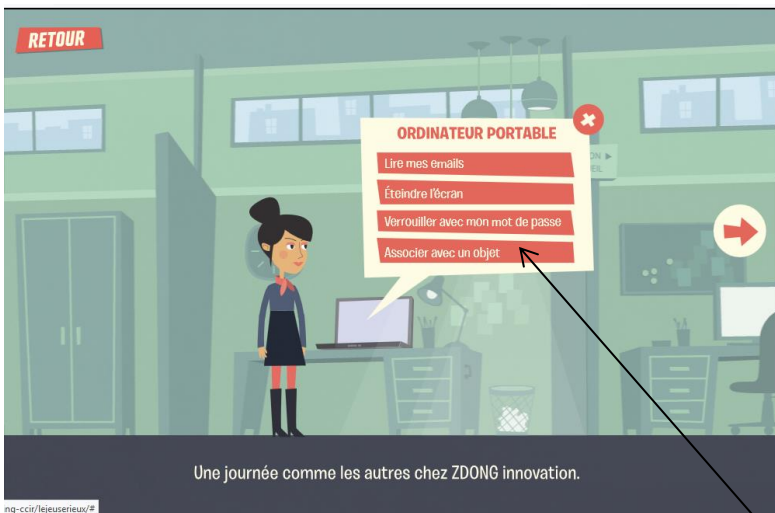 RETOUR
ORDINATEUR PORTABLE
Lire mes emails
Éteindre l'écran
Verrouiller avec mon mot de passe
Associer avec un objet
Une journée comme les autres chez ZDONG innovation.
ng-ccir/lejeuserieux/#